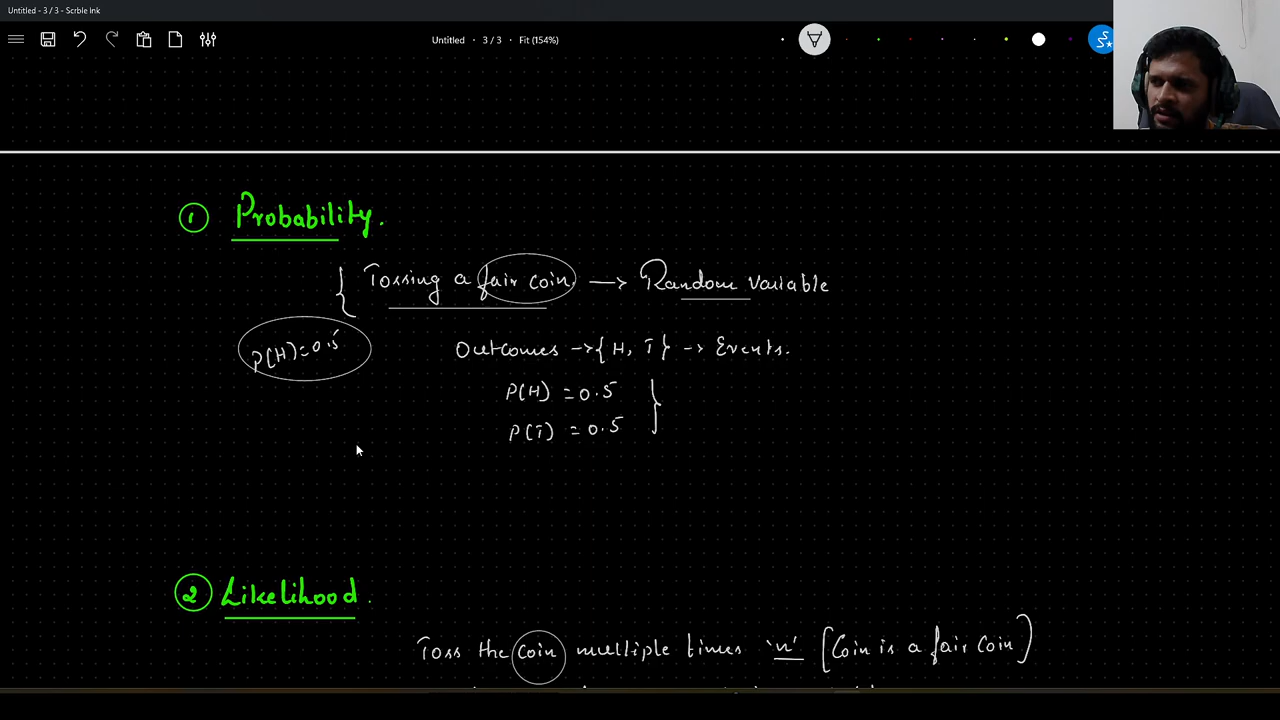 Untitled - 3 / 3 - Scrble Ink
Untitled • 3 / 3 • Fit (154%)
① Probability.
{ Tossing a fair coin. → Random variable
P(H)=0.5
Outcomes → {H, T} → Events.
P(H) = 0.5 }
P(T) = 0.5
② Likelihood.
Toss the coin multiple times 'n' [Coin is a fair coin]